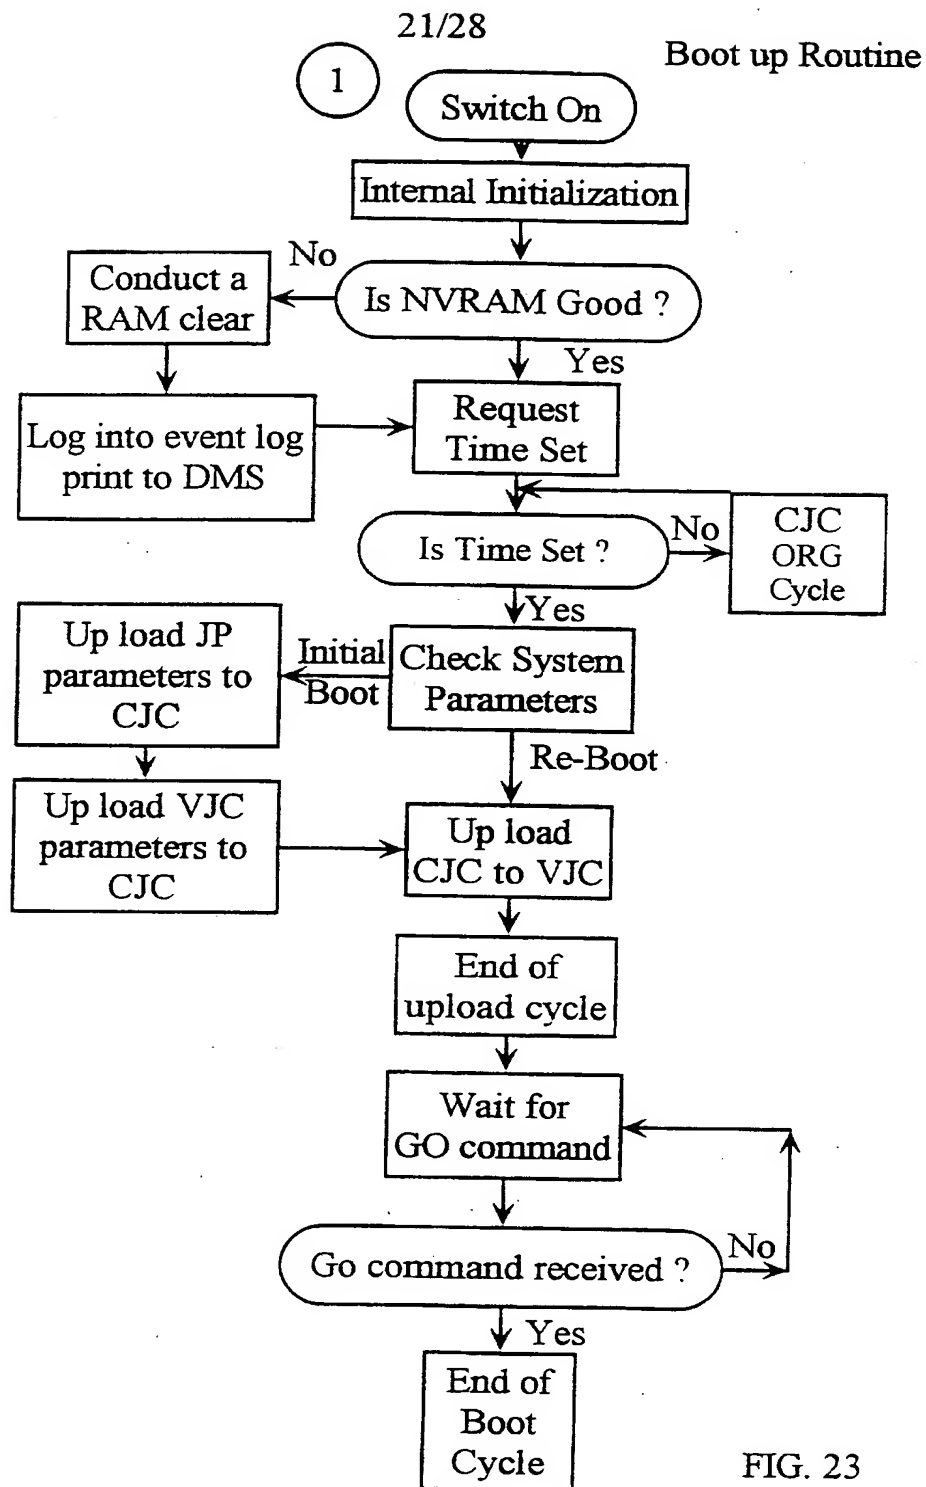 21/28
Boot up Routine
1
Switch On
Internal Initialization
No
Conduct a
RAM clear
Is NVRAM Good ?
Yes
Log into event log
print to DMS
Request
Time Set
Is Time Set ?
No
CJC
ORG
Cycle
Yes
Up load JP
parameters to
CJC
Initial
Boot
Check System
Parameters
Re-Boot
Up load VJC
parameters to
CJC
Up load
CJC to VJC
End of
upload cycle
Wait for
GO command
Go command received ?
No
Yes
End of
Boot
Cycle
FIG. 23